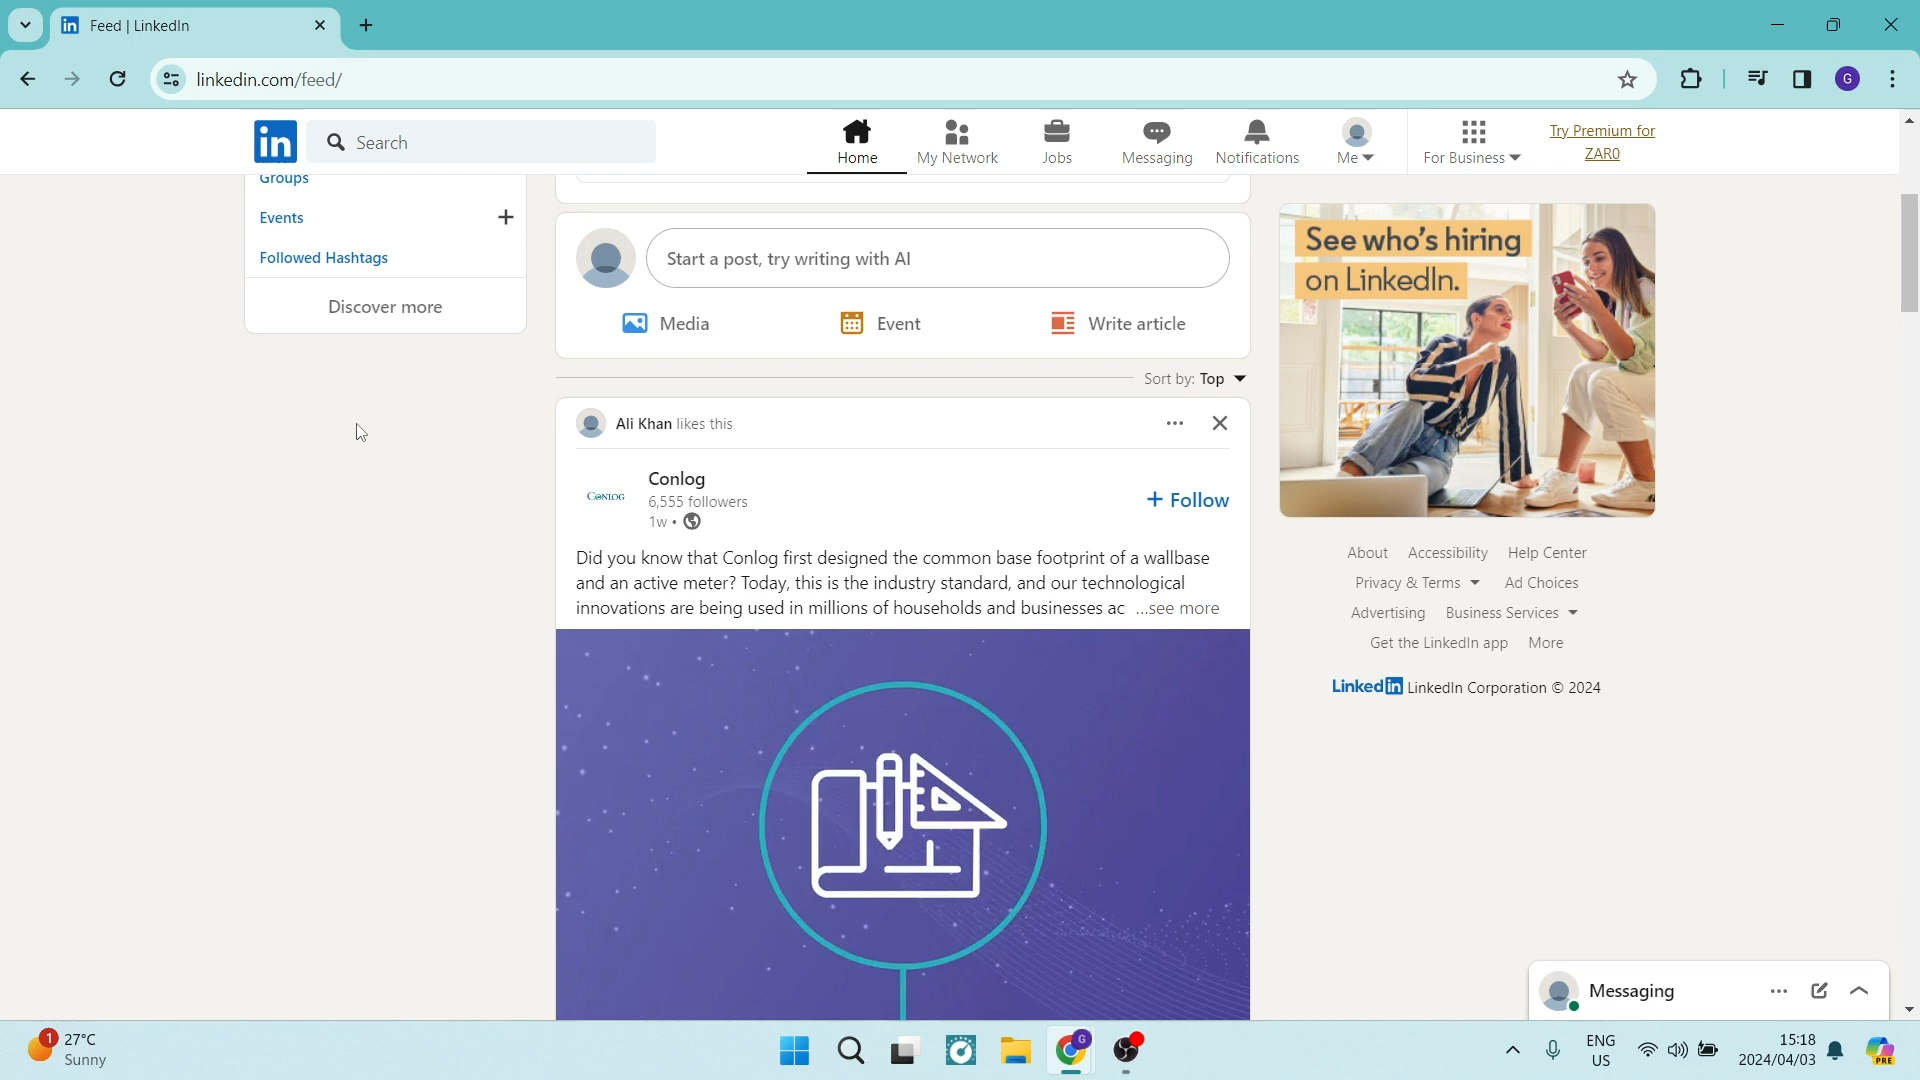 Feed | LinkedIn
linkedin.com/feed/
in
Search
Home
My Network
Jobs
Messaging
Notifications
Me
For Business
Try Premium for
ZAR0
Groups
Events
Followed Hashtags
Discover more
Start a post, try writing with AI
Media
Event
Write article
Sort by: Top
Ali Khan likes this
CONLOG
Conlog
6,555 followers
1w •
+ Follow
Did you know that Conlog first designed the common base footprint of a wallbase
and an active meter? Today, this is the industry standard, and our technological
innovations are being used in millions of households and businesses ac ...see more
See who's hiring
on LinkedIn.
About Accessibility Help Center
Privacy & Terms Ad Choices
Advertising Business Services
Get the LinkedIn app More
LinkedIn LinkedIn Corporation © 2024
Messaging
1
27°C
Sunny
G
G
ENG
US
15:18
2024/04/03
PRE